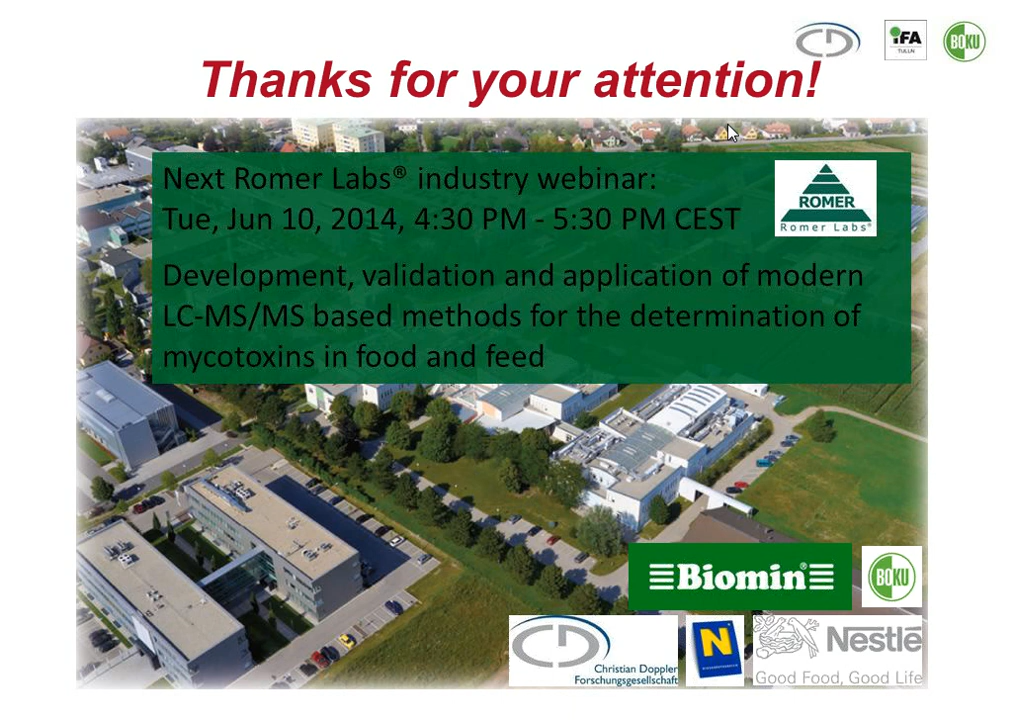 CD
iFA
TULLN
BOKU
Thanks for your attention!
Next Romer Labs® industry webinar:
Tue, Jun 10, 2014, 4:30 PM - 5:30 PM CEST
ROMER
Romer Labs®
Development, validation and application of modern
LC-MS/MS based methods for the determination of
mycotoxins in food and feed
Biomin®
BOKU
CD
Christian Doppler
Forschungsgesellschaft
N
Nestlé
Good Food, Good Life